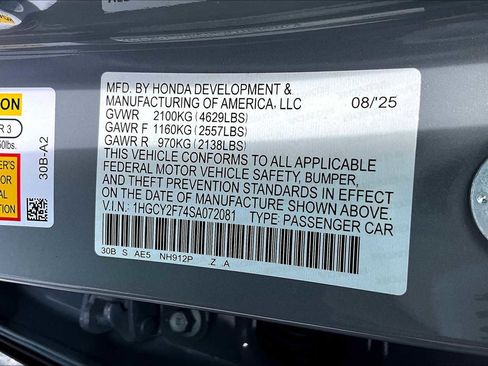 MFD. BY HONDA DEVELOPMENT &
MANUFACTURING OF AMERICA, LLC 08/'25
GVWR 2100KG(4629LBS)
GAWR F 1160KG(2557LBS)
GAWR R 970KG(2138LBS)
THIS VEHICLE CONFORMS TO ALL APPLICABLE
FEDERAL MOTOR VEHICLE SAFETY, BUMPER,
AND THEFT PREVENTION STANDARDS IN EFFECT
ON THE DATE OF MANUFACTURE SHOWN ABOVE.
V.I.N.: 1HGCY2F74SA072081 TYPE PASSENGER CAR
30B S AE5 NH912P Z A
30B-A2